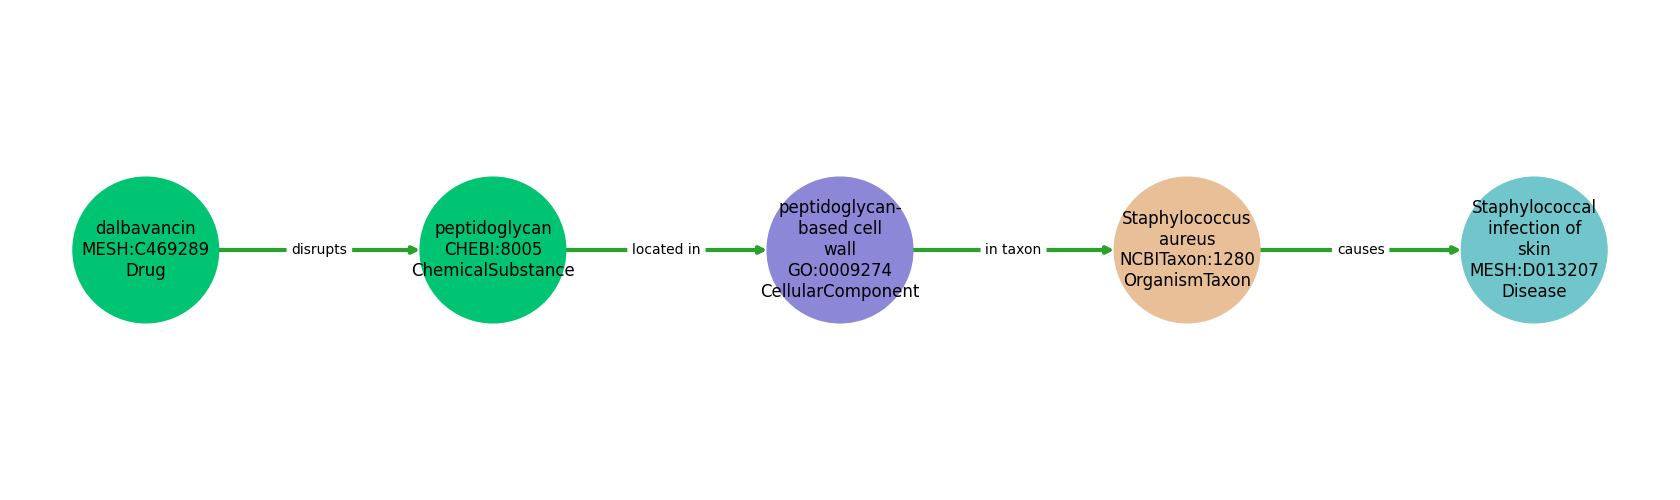 dalbavancin
MESH:C469289
Drug
disrupts
peptidoglycan
CHEBI:8005
ChemicalSubstance
located in
peptidoglycan-
based cell
wall
GO:0009274
CellularComponent
in taxon
Staphylococcus
aureus
NCBITaxon:1280
OrganismTaxon
causes
Staphylococcal
infection of
skin
MESH:D013207
Disease